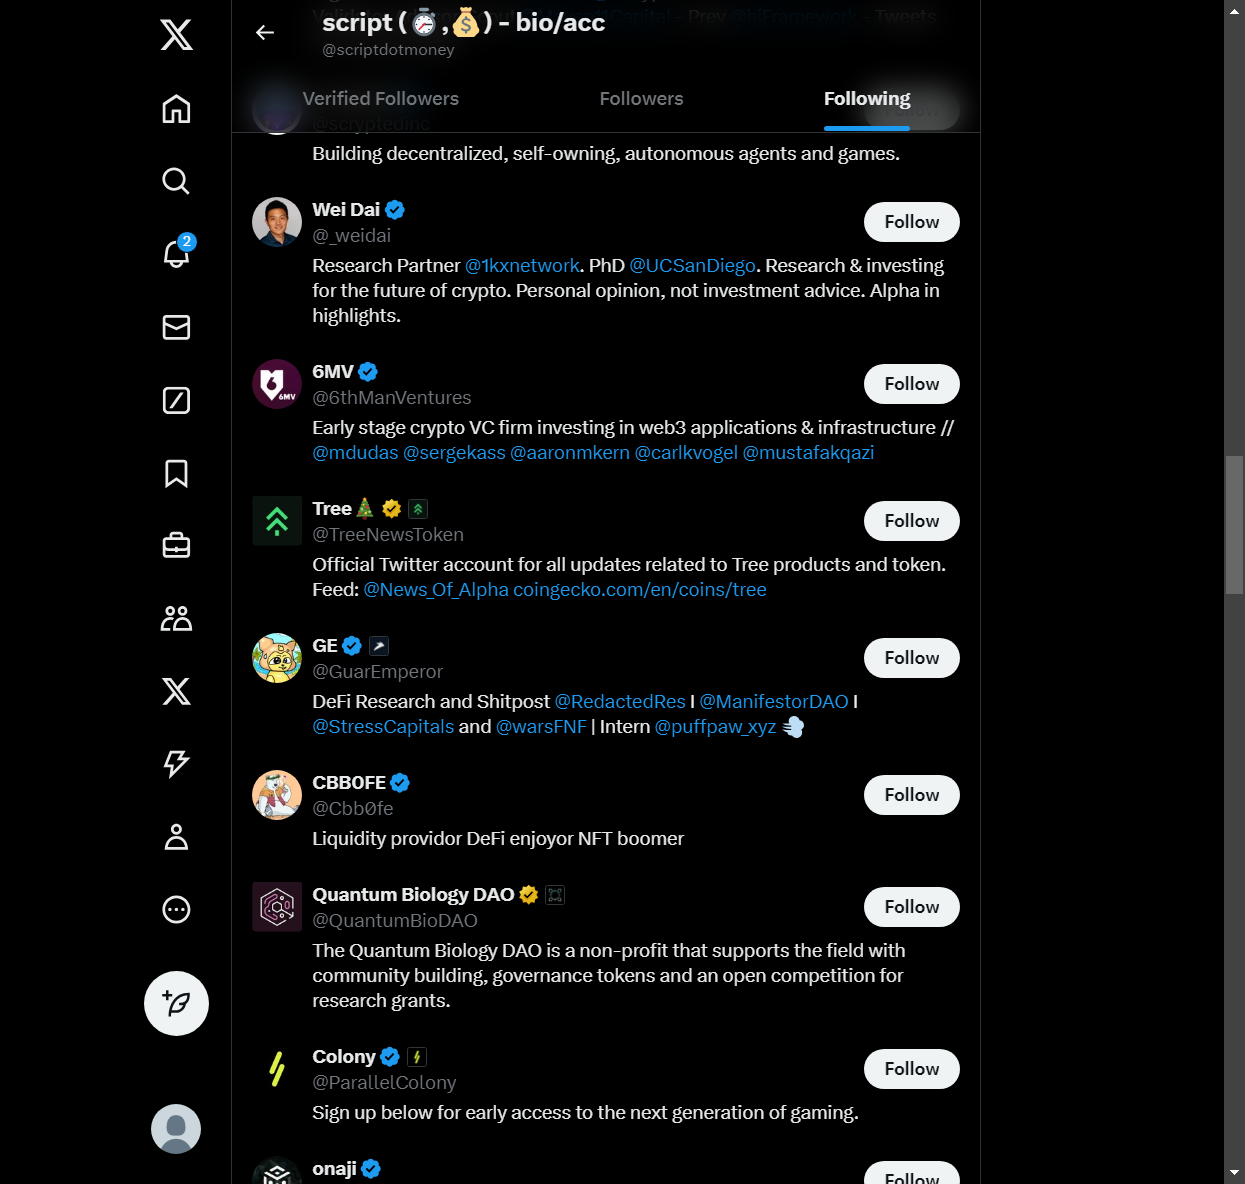 script (⏱️,💰) - bio/acc
@scriptdotmoney
Verified Followers
Followers
Following
@scryptedinc
Follow
Building decentralized, self-owning, autonomous agents and games.
Wei Dai
@_weidai
Follow
Research Partner @1kxnetwork. PhD @UCSanDiego. Research & investing
for the future of crypto. Personal opinion, not investment advice. Alpha in
highlights.
6MV
6MV
@6thManVentures
Follow
Early stage crypto VC firm investing in web3 applications & infrastructure //
@mdudas @sergekass @aaronmkern @carlkvogel @mustafakqazi
Tree🎄
@TreeNewsToken
Follow
Official Twitter account for all updates related to Tree products and token.
Feed: @News_Of_Alpha coingecko.com/en/coins/tree
GE
@GuarEmperor
Follow
DeFi Research and Shitpost @RedactedRes I @ManifestorDAO I
@StressCapitals and @warsFNF | Intern @puffpaw_xyz 💨
CBB0FE
@Cbb0fe
Follow
Liquidity providor DeFi enjoyor NFT boomer
Quantum Biology DAO
@QuantumBioDAO
Follow
The Quantum Biology DAO is a non-profit that supports the field with
community building, governance tokens and an open competition for
research grants.
Colony
@ParallelColony
Follow
Sign up below for early access to the next generation of gaming.
onaji
Follow
2